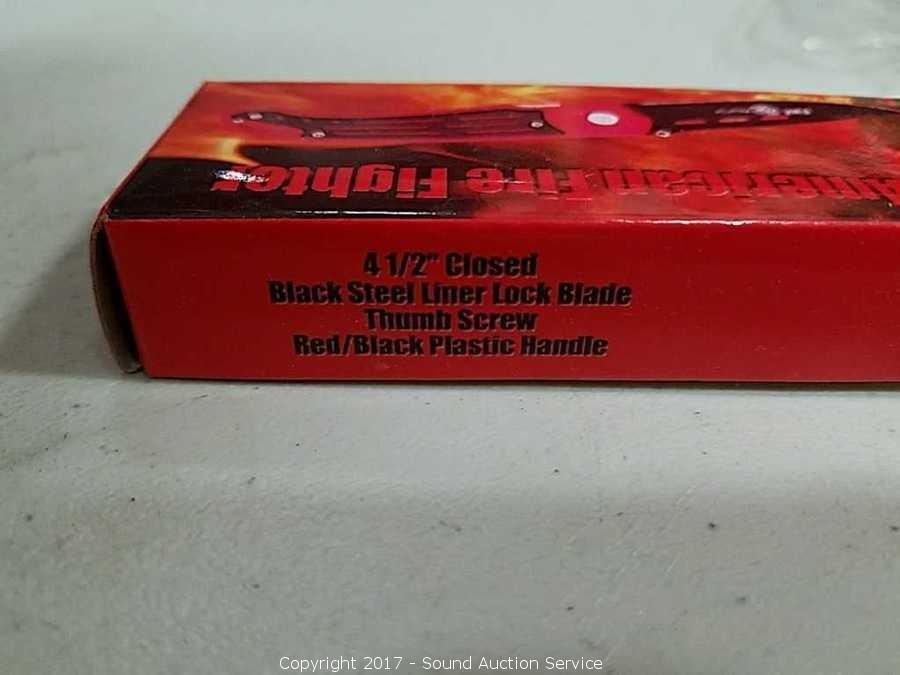 American Fire Fighter
4 1/2" Closed
Black Steel Liner Lock Blade
Thumb Screw
Red/Black Plastic Handle
Copyright 2017 - Sound Auction Service